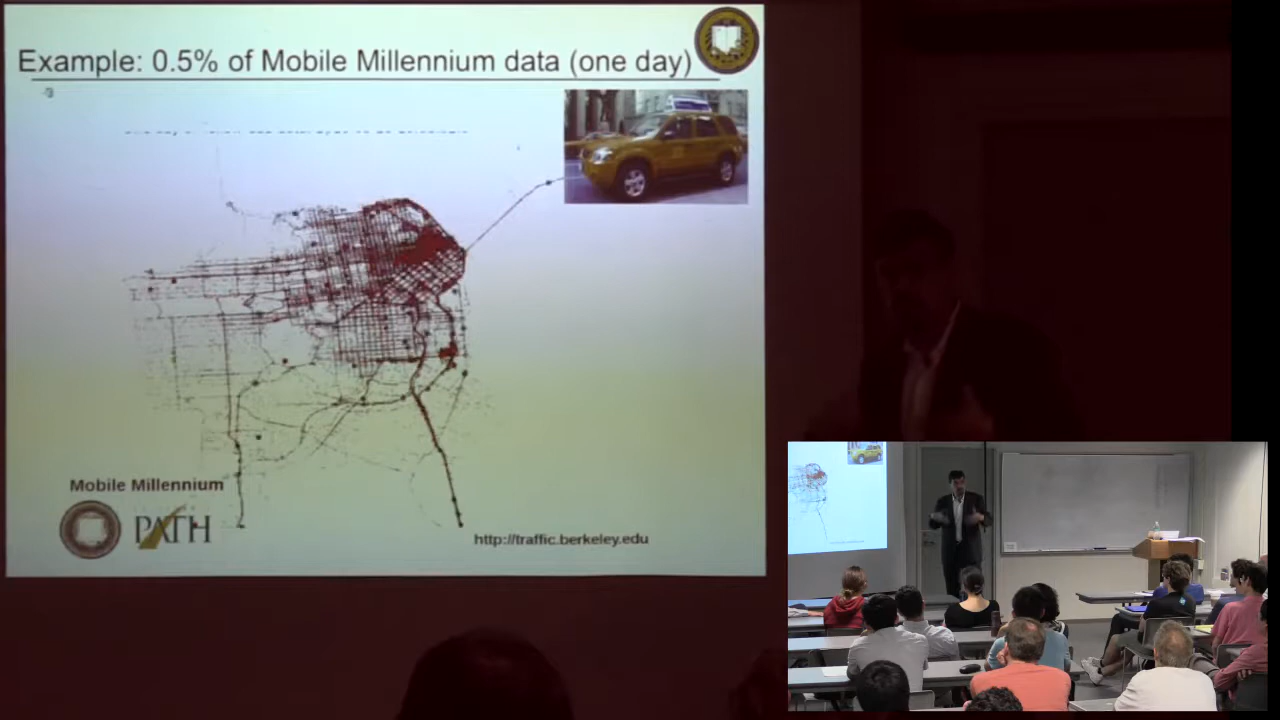 Example: 0.5% of Mobile Millennium data (one day)
Mobile Millennium
PATH
http://traffic.berkeley.edu